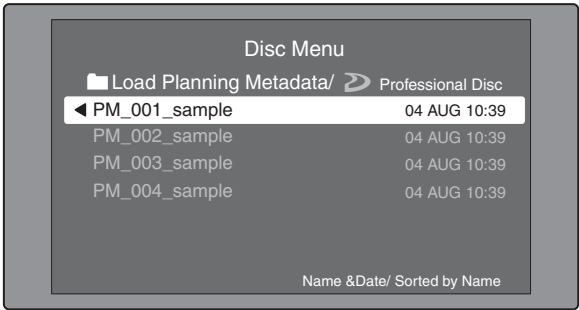 Disc Menu
Load Planning Metadata/ Professional Disc
PM_001_sample 04 AUG 10:39
PM_002_sample 04 AUG 10:39
PM_003_sample 04 AUG 10:39
PM_004_sample 04 AUG 10:39
Name &Date/ Sorted by Name